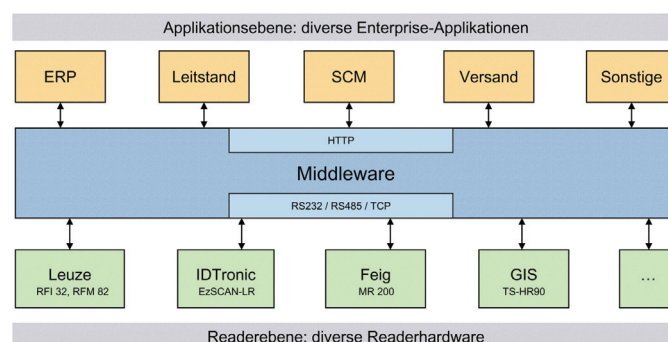 Applikationsebene: diverse Enterprise-Applikationen
ERP
Leitstand
SCM
Versand
Sonstige
HTTP
Middleware
RS232 / RS485 / TCP
Leuze
RFI 32, RFM 82
IDTronic
EzSCAN-LR
Feig
MR 200
GIS
TS-HR90
...
Readerebene: diverse Readerhardware